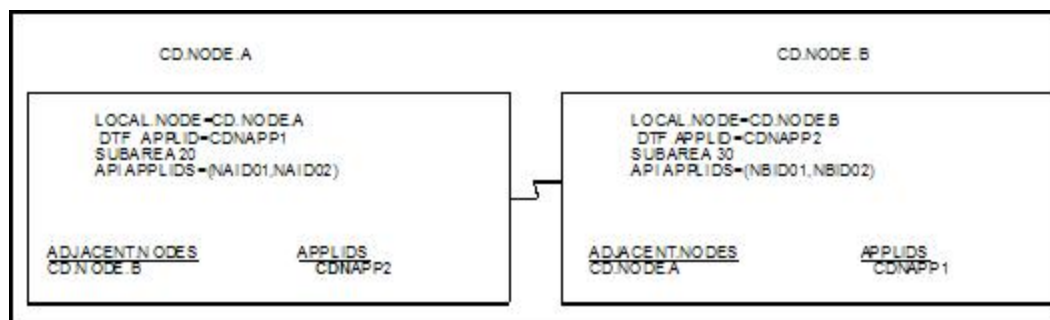 CD.NODE.A
CD.NODE.B
LOCAL.NODE=CD.NODE.A
DTF APPLID=CDNAPP1
SUBAREA 20
API APPLIDS=(NAID01,NAID02)
ADJACENT.NODES
APPLIDS
CD.NODE.B
CDNAPP2
LOCAL.NODE=CD.NODE.B
DTF APPLID=CDNAPP2
SUBAREA 30
API APPLIDS=(NBID01,NBID02)
ADJACENT.NODES
APPLIDS
CD.NODE.A
CDNAPP1